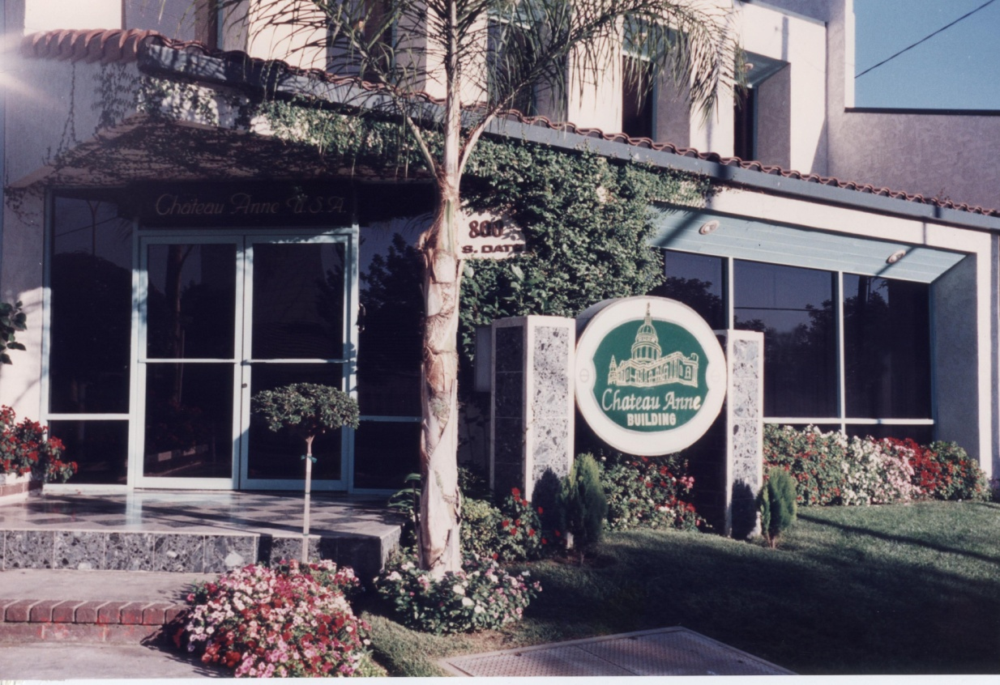 Chateau Anne U.S.A.
800
S. DATE
Chateau Anne
BUILDING